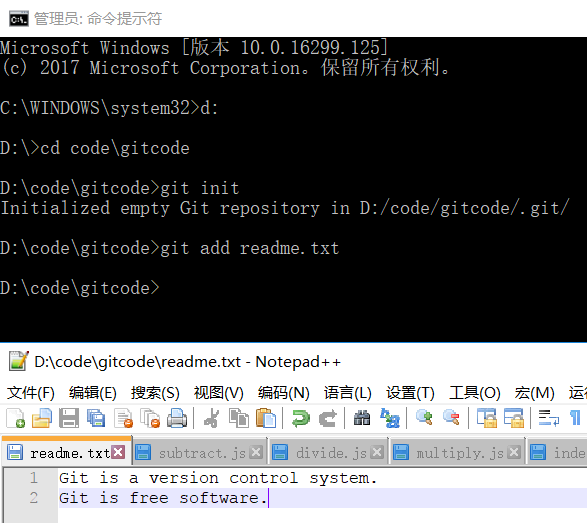 管理员: 命令提示符
Microsoft Windows [版本 10.0.16299.125]
(c) 2017 Microsoft Corporation。保留所有权利。
C:\WINDOWS\system32>d:
D:\>cd code\gitcode
D:\code\gitcode>git init
Initialized empty Git repository in D:/code/gitcode/.git/
D:\code\gitcode>git add readme.txt
D:\code\gitcode>
D:\code\gitcode\readme.txt - Notepad++
文件(F) 编辑(E) 搜索(S) 视图(V) 编码(N) 语言(L) 设置(T) 工具(O) 宏(M) 运
readme.txt subtract.js divide.js multiply.js inde
1 Git is a version control system.
2 Git is free software.